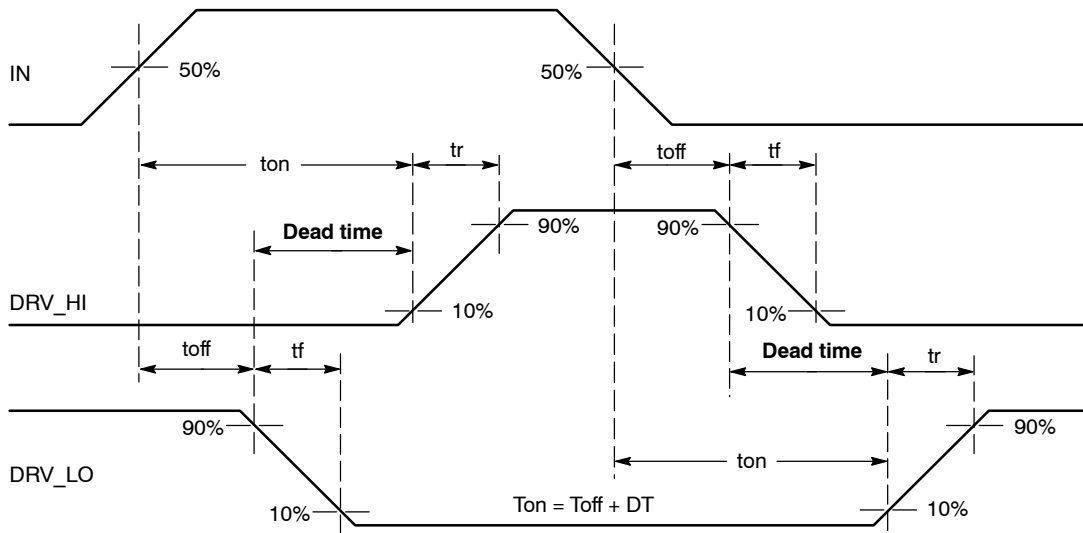 IN
50%
50%
ton
tr
toff
tf
Dead time
90%
90%
DRV_HI
10%
10%
toff
tf
Dead time
tr
90%
90%
DRV_LO
ton
10%
Ton = Toff + DT
10%